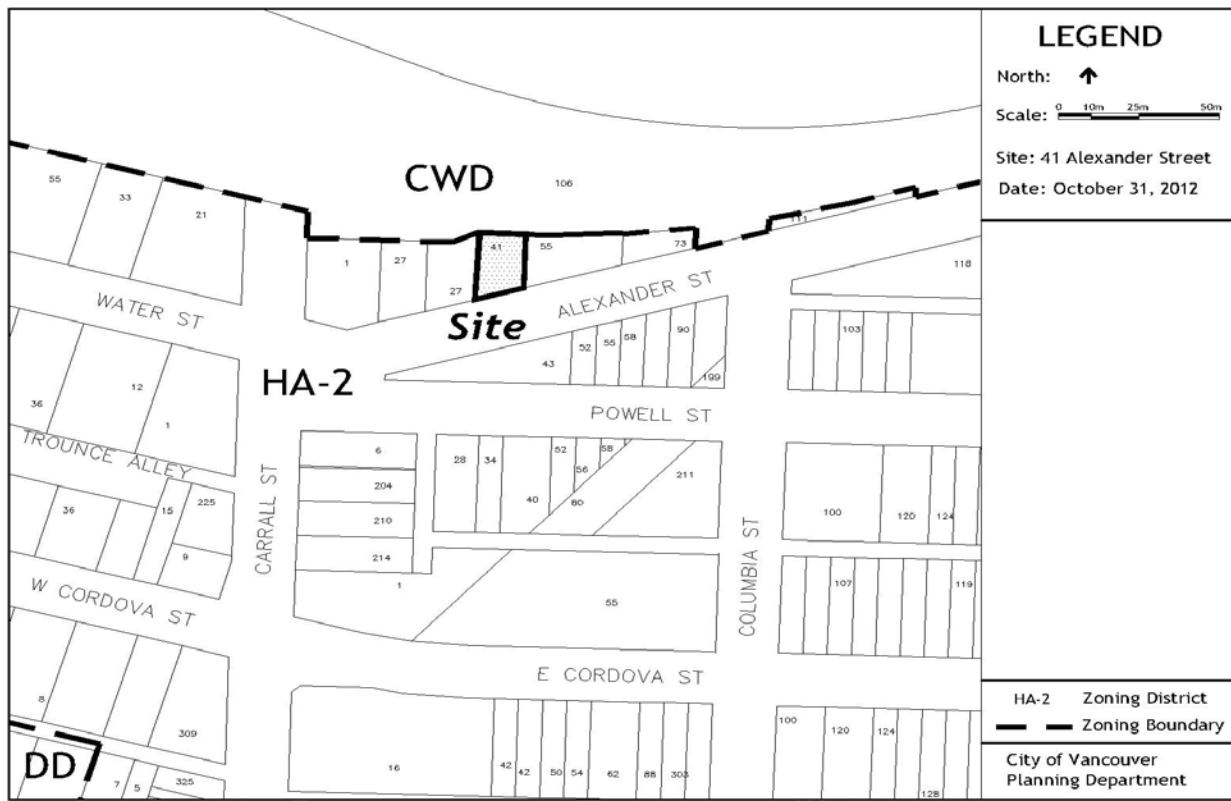 LEGEND
North:
Scale: 0 10m 25m 50m
Site: 41 Alexander Street
Date: October 31, 2012
CWD
106
55
33
21
1
27
27
41
55
73
111
118
WATER ST
Site
ALEXANDER ST
HA-2
43
52
55
58
90
199
103
36
12
1
POWELL ST
TROUNCE ALLEY
6
204
210
214
28
34
40
52
56
58
80
211
100
120
124
36
15
225
9
CARRALL ST
1
55
COLUMBIA ST
107
119
W CORDOVA ST
E CORDOVA ST
8
309
DD
7
5
325
16
42
42
50
54
62
88
303
100
120
124
128
HA-2 Zoning District
Zoning Boundary
City of Vancouver
Planning Department